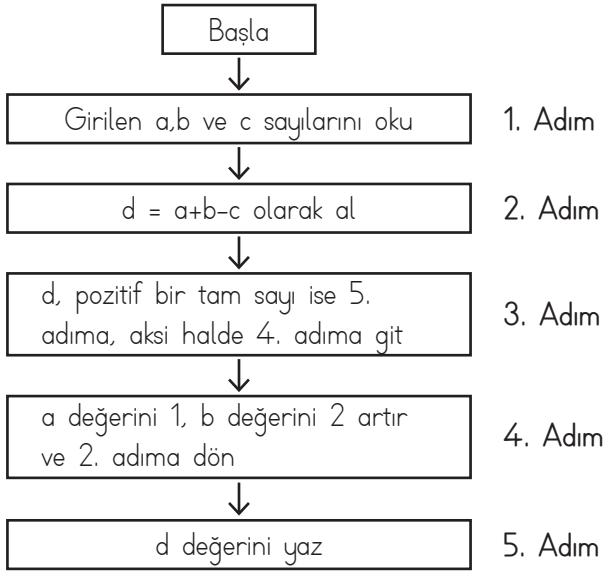 Başla
Girilen a,b ve c sayılarını oku
1. Adım
d = a+b-c olarak al
2. Adım
d, pozitif bir tam sayı ise 5.
adıma, aksi halde 4. adıma git
3. Adım
a değerini 1, b değerini 2 artır
ve 2. adıma dön
4. Adım
d değerini yaz
5. Adım